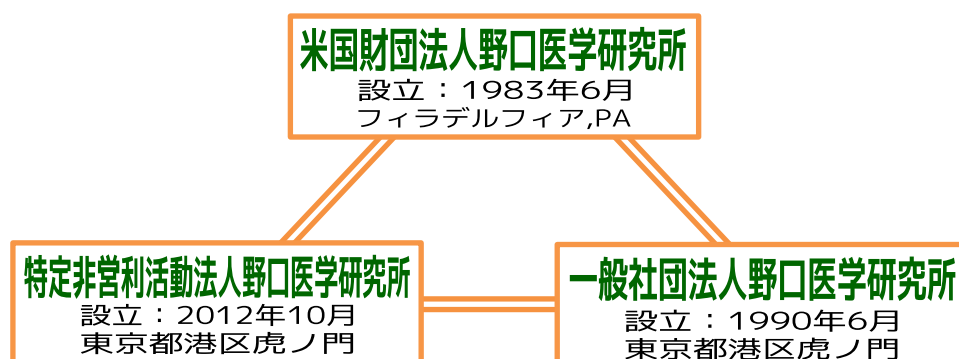 米国財団法人野口医学研究所
設立：1983年6月
フィラデルフィア,PA
特定非営利活動法人野口医学研究所
設立：2012年10月
東京都港区虎ノ門
一般社団法人野口医学研究所
設立：1990年6月
東京都港区虎ノ門